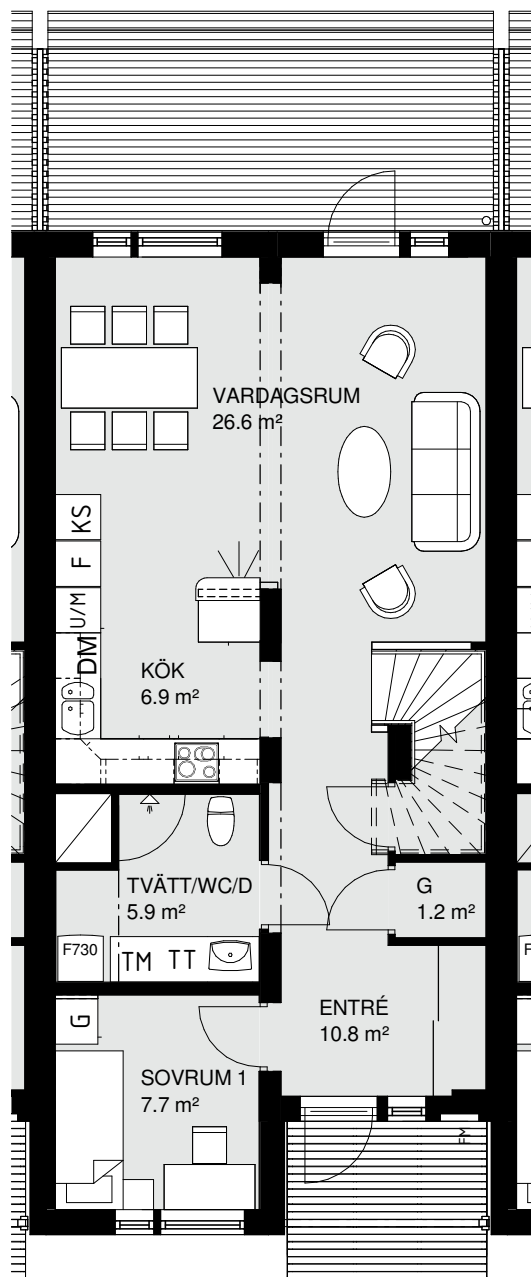 VARDAGSRUM
26.6 m²
KS
F
U/M
DM
KÖK
6.9 m²
TVÄTT/WC/D
5.9 m²
G
1.2 m²
F730
TM TT
F
G
ENTRÉ
10.8 m²
SOVRUM 1
7.7 m²
FM